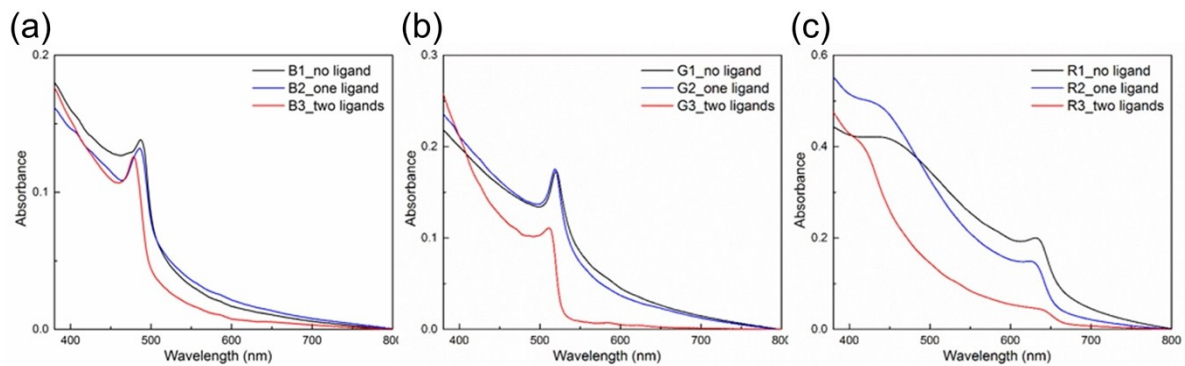 (a)
0.2
0.1
0.0
400
500
600
700
800
Absorbance
Wavelength (nm)
B1_no ligand
B2_one ligand
B3_two ligands
(b)
0.3
0.2
0.1
0.0
400
500
600
700
800
Absorbance
Wavelength (nm)
G1_no ligand
G2_one ligand
G3_two ligands
(c)
0.6
0.4
0.2
0.0
400
500
600
700
800
Absorbance
Wavelength (nm)
R1_no ligand
R2_one ligand
R3_two ligands